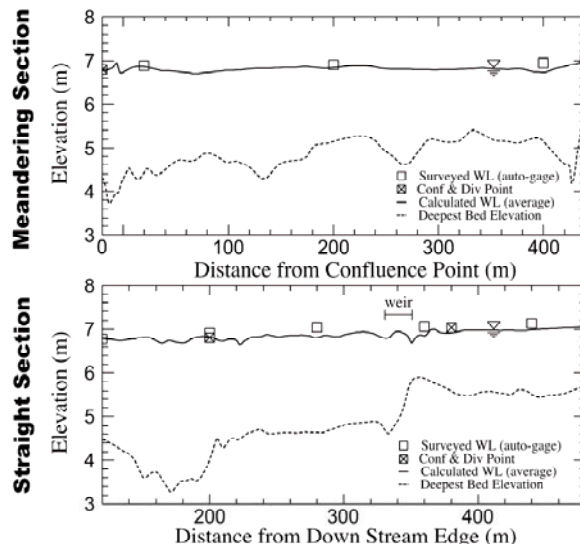 Meandering Section
Elevation (m)
7
6
5
4
3
Surveyed WL (auto-gage)
Conf & Div Point
Calculated WL (average)
Deepest Bed Elevation
0 100 200 300 400
Distance from Confluence Point (m)
Straight Section
Elevation (m)
8
7
6
5
4
3
weir
Surveyed WL (auto-gage)
Conf & Div Point
Calculated WL (average)
Deepest Bed Elevation
200 300 400
Distance from Down Stream Edge (m)